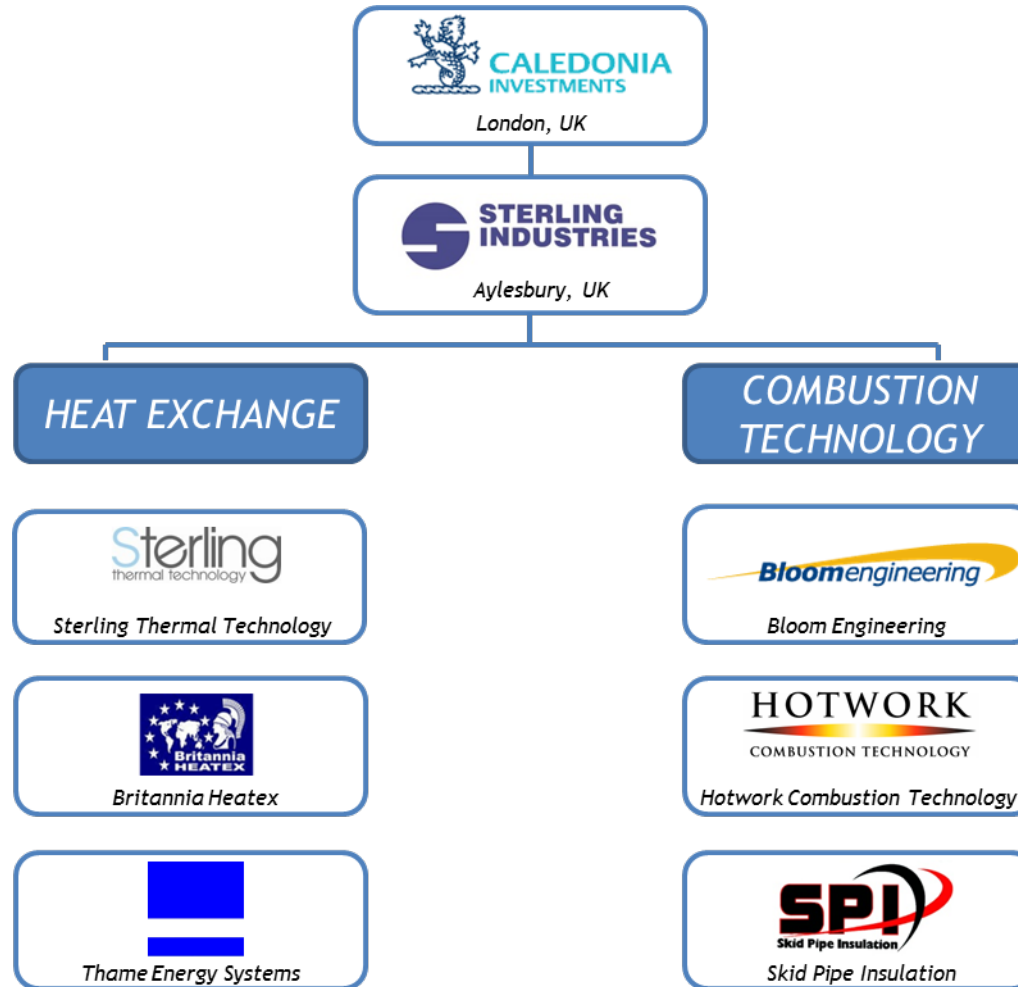 CALEDONIA
INVESTMENTS
London, UK
STERLING
INDUSTRIES
Aylesbury, UK
HEAT EXCHANGE
COMBUSTION
TECHNOLOGY
Sterling
thermal technology
Sterling Thermal Technology
Bloomengineering
Bloom Engineering
Britannia
HEATEX
Britannia Heatex
HOTWORK
COMBUSTION TECHNOLOGY
Hotwork Combustion Technology
Thame Energy Systems
SPI
Skid Pipe Insulation
Skid Pipe Insulation